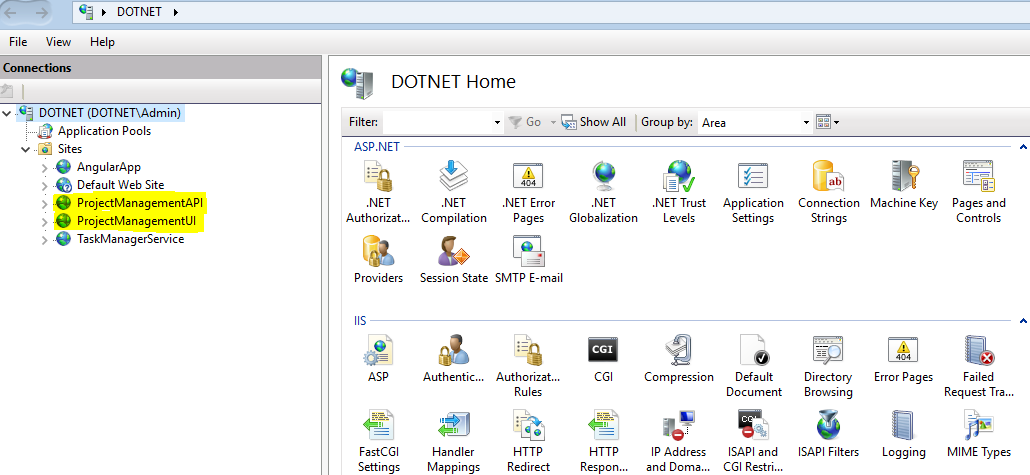 DOTNET
File View Help
Connections
DOTNET (DOTNET\Admin)
Application Pools
Sites
AngularApp
Default Web Site
ProjectManagementAPI
ProjectManagementUI
TaskManagerService
DOTNET Home
Filter: Go Show All Group by: Area
ASP.NET
.NET Authorizat...
.NET Compilation
.NET Error Pages
.NET Globalization
.NET Trust Levels
Application Settings
Connection Strings
Machine Key
Pages and Controls
Providers
Session State
SMTP E-mail
IIS
ASP
Authentic...
Authorizat... Rules
CGI
Compression
Default Document
Directory Browsing
Error Pages
Failed Request Tra...
FastCGI Settings
Handler Mappings
HTTP Redirect
HTTP Respon...
IP Address and Doma...
ISAPI and CGI Restri...
ISAPI Filters
Logging
MIME Types